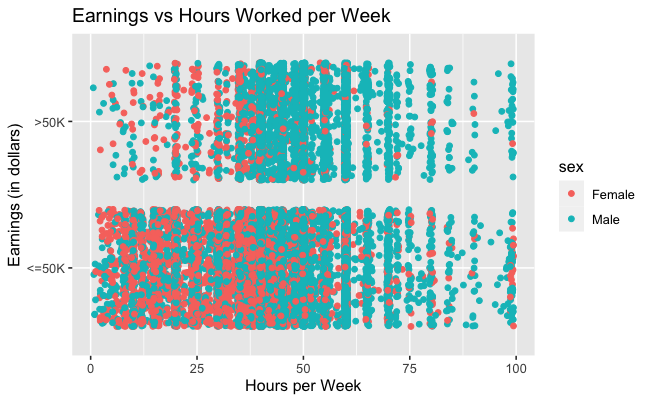 Earnings vs Hours Worked per Week
Earnings (in dollars)
>50K
<=50K
0 25 50 75 100
Hours per Week
sex
Female
Male